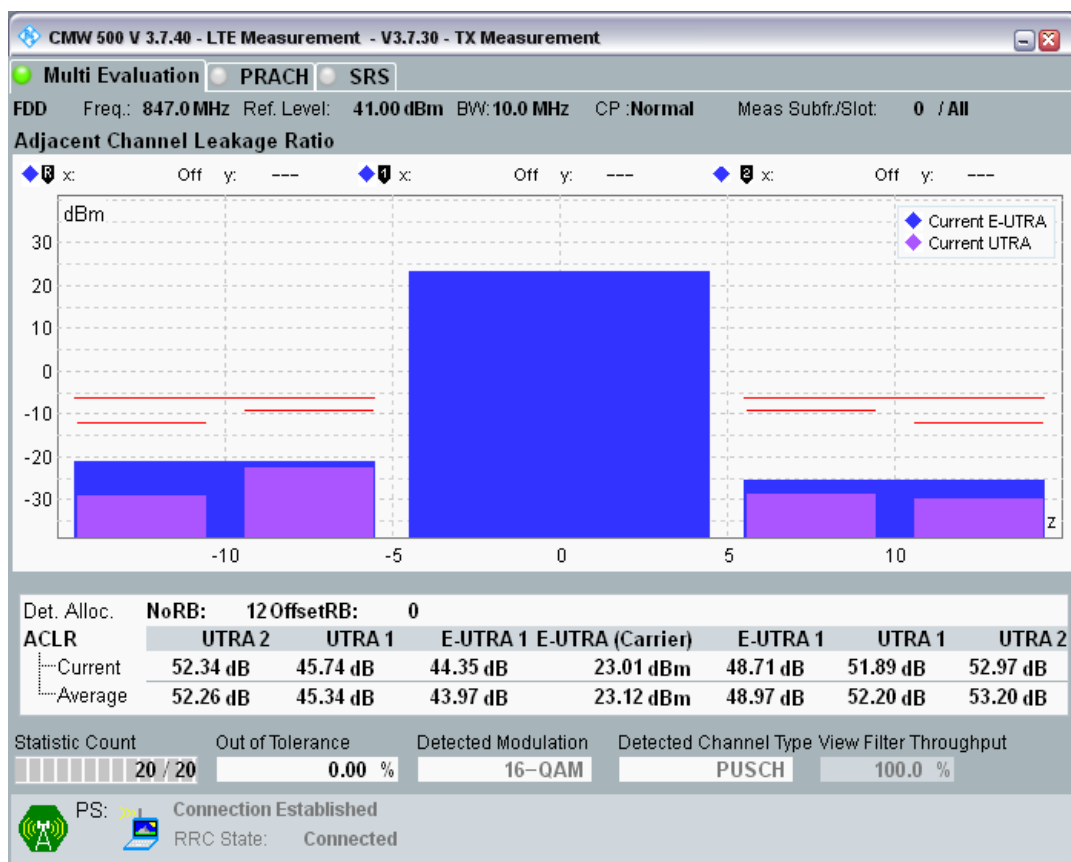 CMW 500 V 3.7.40 - LTE Measurement - V3.7.30 - TX Measurement
Multi Evaluation PRACH SRS
FDD Freq.: 847.0 MHz Ref. Level: 41.00 dBm BW: 10.0 MHz CP :Normal Meas Subfr./Slot: 0 / All
Adjacent Channel Leakage Ratio
R x: Off y: --- 1 x: Off y: --- 2 x: Off y: ---
dBm
Current E-UTRA
Current UTRA
30
20
10
0
-10
-20
-30
z
-10 -5 0 5 10
Det. Alloc. NoRB: 12 OffsetRB: 0
ACLR UTRA 2 UTRA 1 E-UTRA 1 E-UTRA (Carrier) E-UTRA 1 UTRA 1 UTRA 2
Current 52.34 dB 45.74 dB 44.35 dB 23.01 dBm 48.71 dB 51.89 dB 52.97 dB
Average 52.26 dB 45.34 dB 43.97 dB 23.12 dBm 48.97 dB 52.20 dB 53.20 dB
Statistic Count Out of Tolerance Detected Modulation Detected Channel Type View Filter Throughput
20 / 20 0.00 % 16-QAM PUSCH 100.0 %
PS: Connection Established
RRC State: Connected